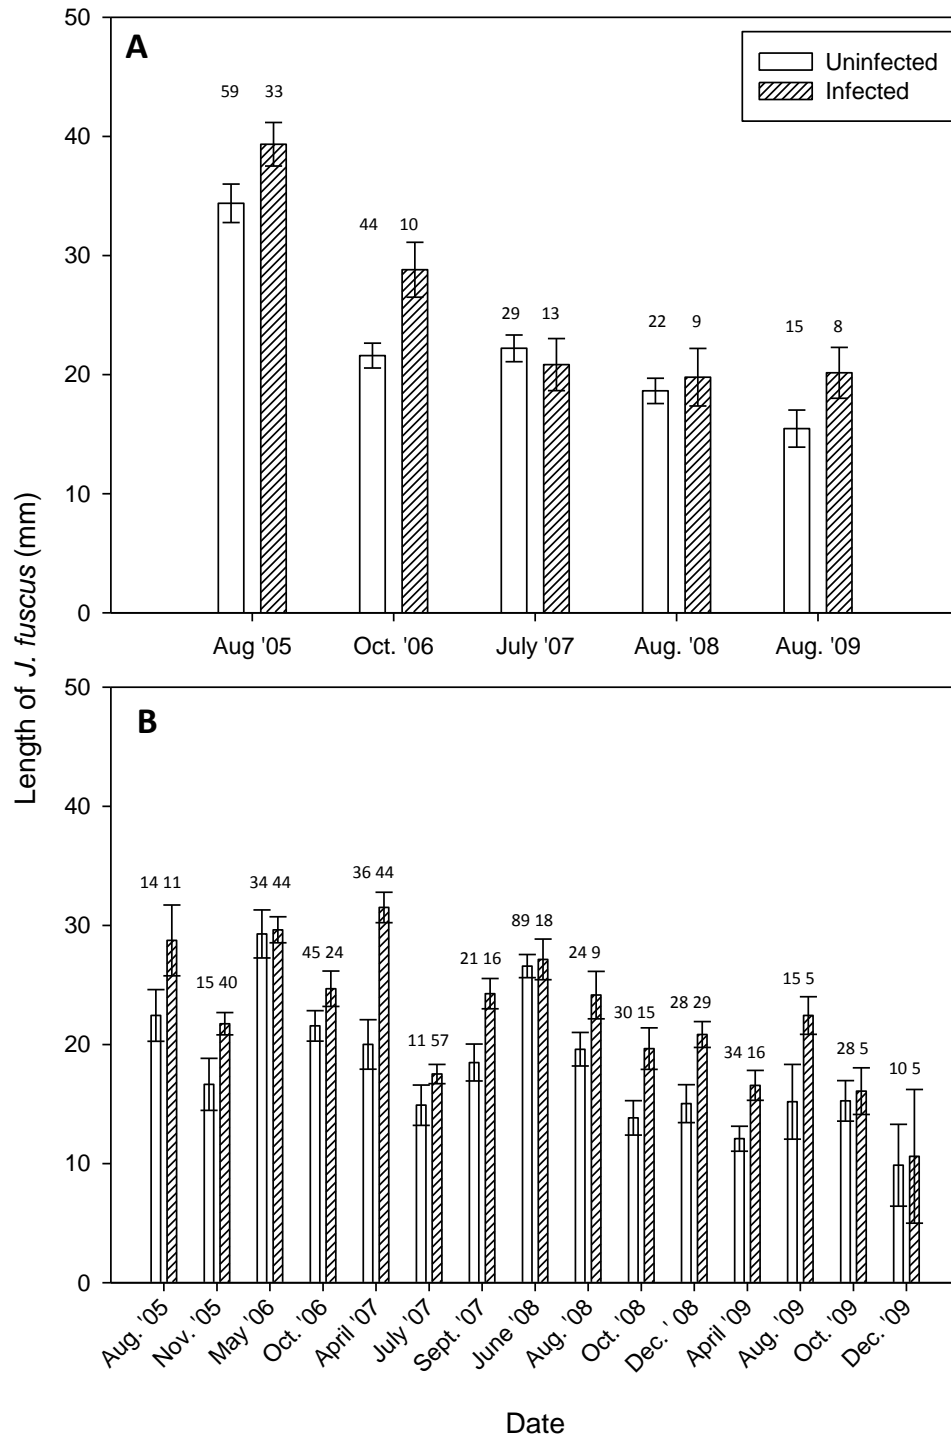 50
A
Uninfected
Infected
59 33
40
44 10
30
29 13 22 9 15 8
20
10
0
Aug '05 Oct. '06 July '07 Aug. '08 Aug. '09
Length of J. fuscus (mm)
50
B
40
14 11 34 44 36 44
30
15 40 45 24 11 57 21 16 89 18 24 9 30 15 28 29 34 16 15 5 28 5 10 5
20
10
0
Aug. '05 Nov. '05 May '06 Oct. '06 April '07 July '07 Sept. '07 June '08 Aug. '08 Oct. '08 Dec. ' 08 April '09 Aug. '09 Oct. '09 Dec. '09
Date